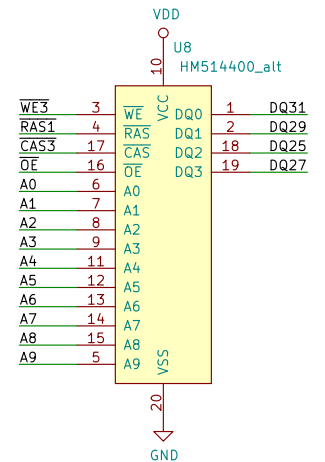 VDD
U8
HM514400_alt
10
VCC
WE3 3 WE DQ0 1 DQ31
RAS1 4 RAS DQ1 2 DQ29
CAS3 17 CAS DQ2 18 DQ25
OE 16 OE DQ3 19 DQ27
A0 6 A0
A1 7 A1
A2 8 A2
A3 9 A3
A4 11 A4
A5 12 A5
A6 13 A6
A7 14 A7
A8 15 A8
A9 5 A9
VSS
20
GND